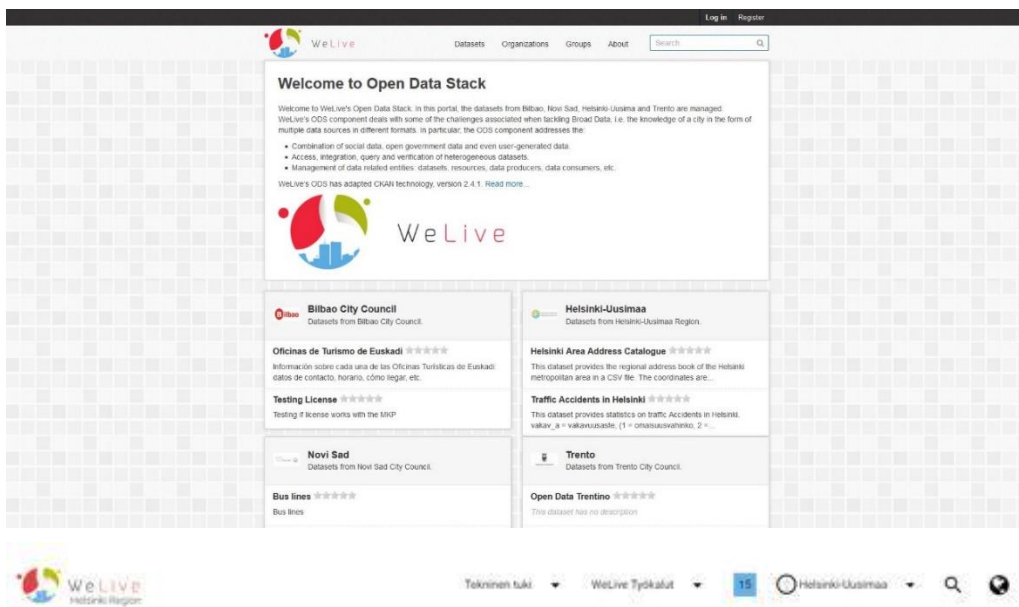 Log in Register
WeLive
Datasets Organizations Groups About Search
Welcome to Open Data Stack
Welcome to WeLive's Open Data Stack. In this portal, the datasets from Bilbao, Novi Sad, Helsinki-Uusima and Trento are managed.
WeLive's ODS component deals with some of the challenges associated when tackling Broad Data, i.e. the knowledge of a city in the form of
multiple data sources in different formats. In particular, the ODS component addresses the:
• Combination of social data, open government data and even user-generated data.
• Access, integration, query and verification of heterogeneous datasets.
• Management of data related entities: datasets, resources, data producers, data consumers, etc.
WeLive's ODS has adapted CKAN technology, version 2.4.1. Read more...
WeLive
Bilbao
Bilbao City Council
Datasets from Bilbao City Council.
Oficinas de Turismo de Euskadi
Información sobre cada una de las Oficinas Turísticas de Euskadi:
datos de contacto, horario, cómo llegar, etc.
Testing License
Testing if license works with the MKP
Helsinki-Uusimaa
Datasets from Helsinki-Uusimaa Region.
Helsinki Area Address Catalogue
This dataset provides the regional address book of the Helsinki
metropolitan area in a CSV file. The coordinates are...
Traffic Accidents in Helsinki
This dataset provides statistics on traffic Accidents in Helsinki.
vakav_a = vakavuusaste, (1 = omaisuusvahinko, 2 =...
Novi Sad
Datasets from Novi Sad City Council.
Bus lines
Bus lines
Trento
Datasets from Trento City Council.
Open Data Trentino
This dataset has no description
WeLive
Helsinki Region
Tekninen tuki WeLive Työkalut 15 Helsinki-Uusimaa